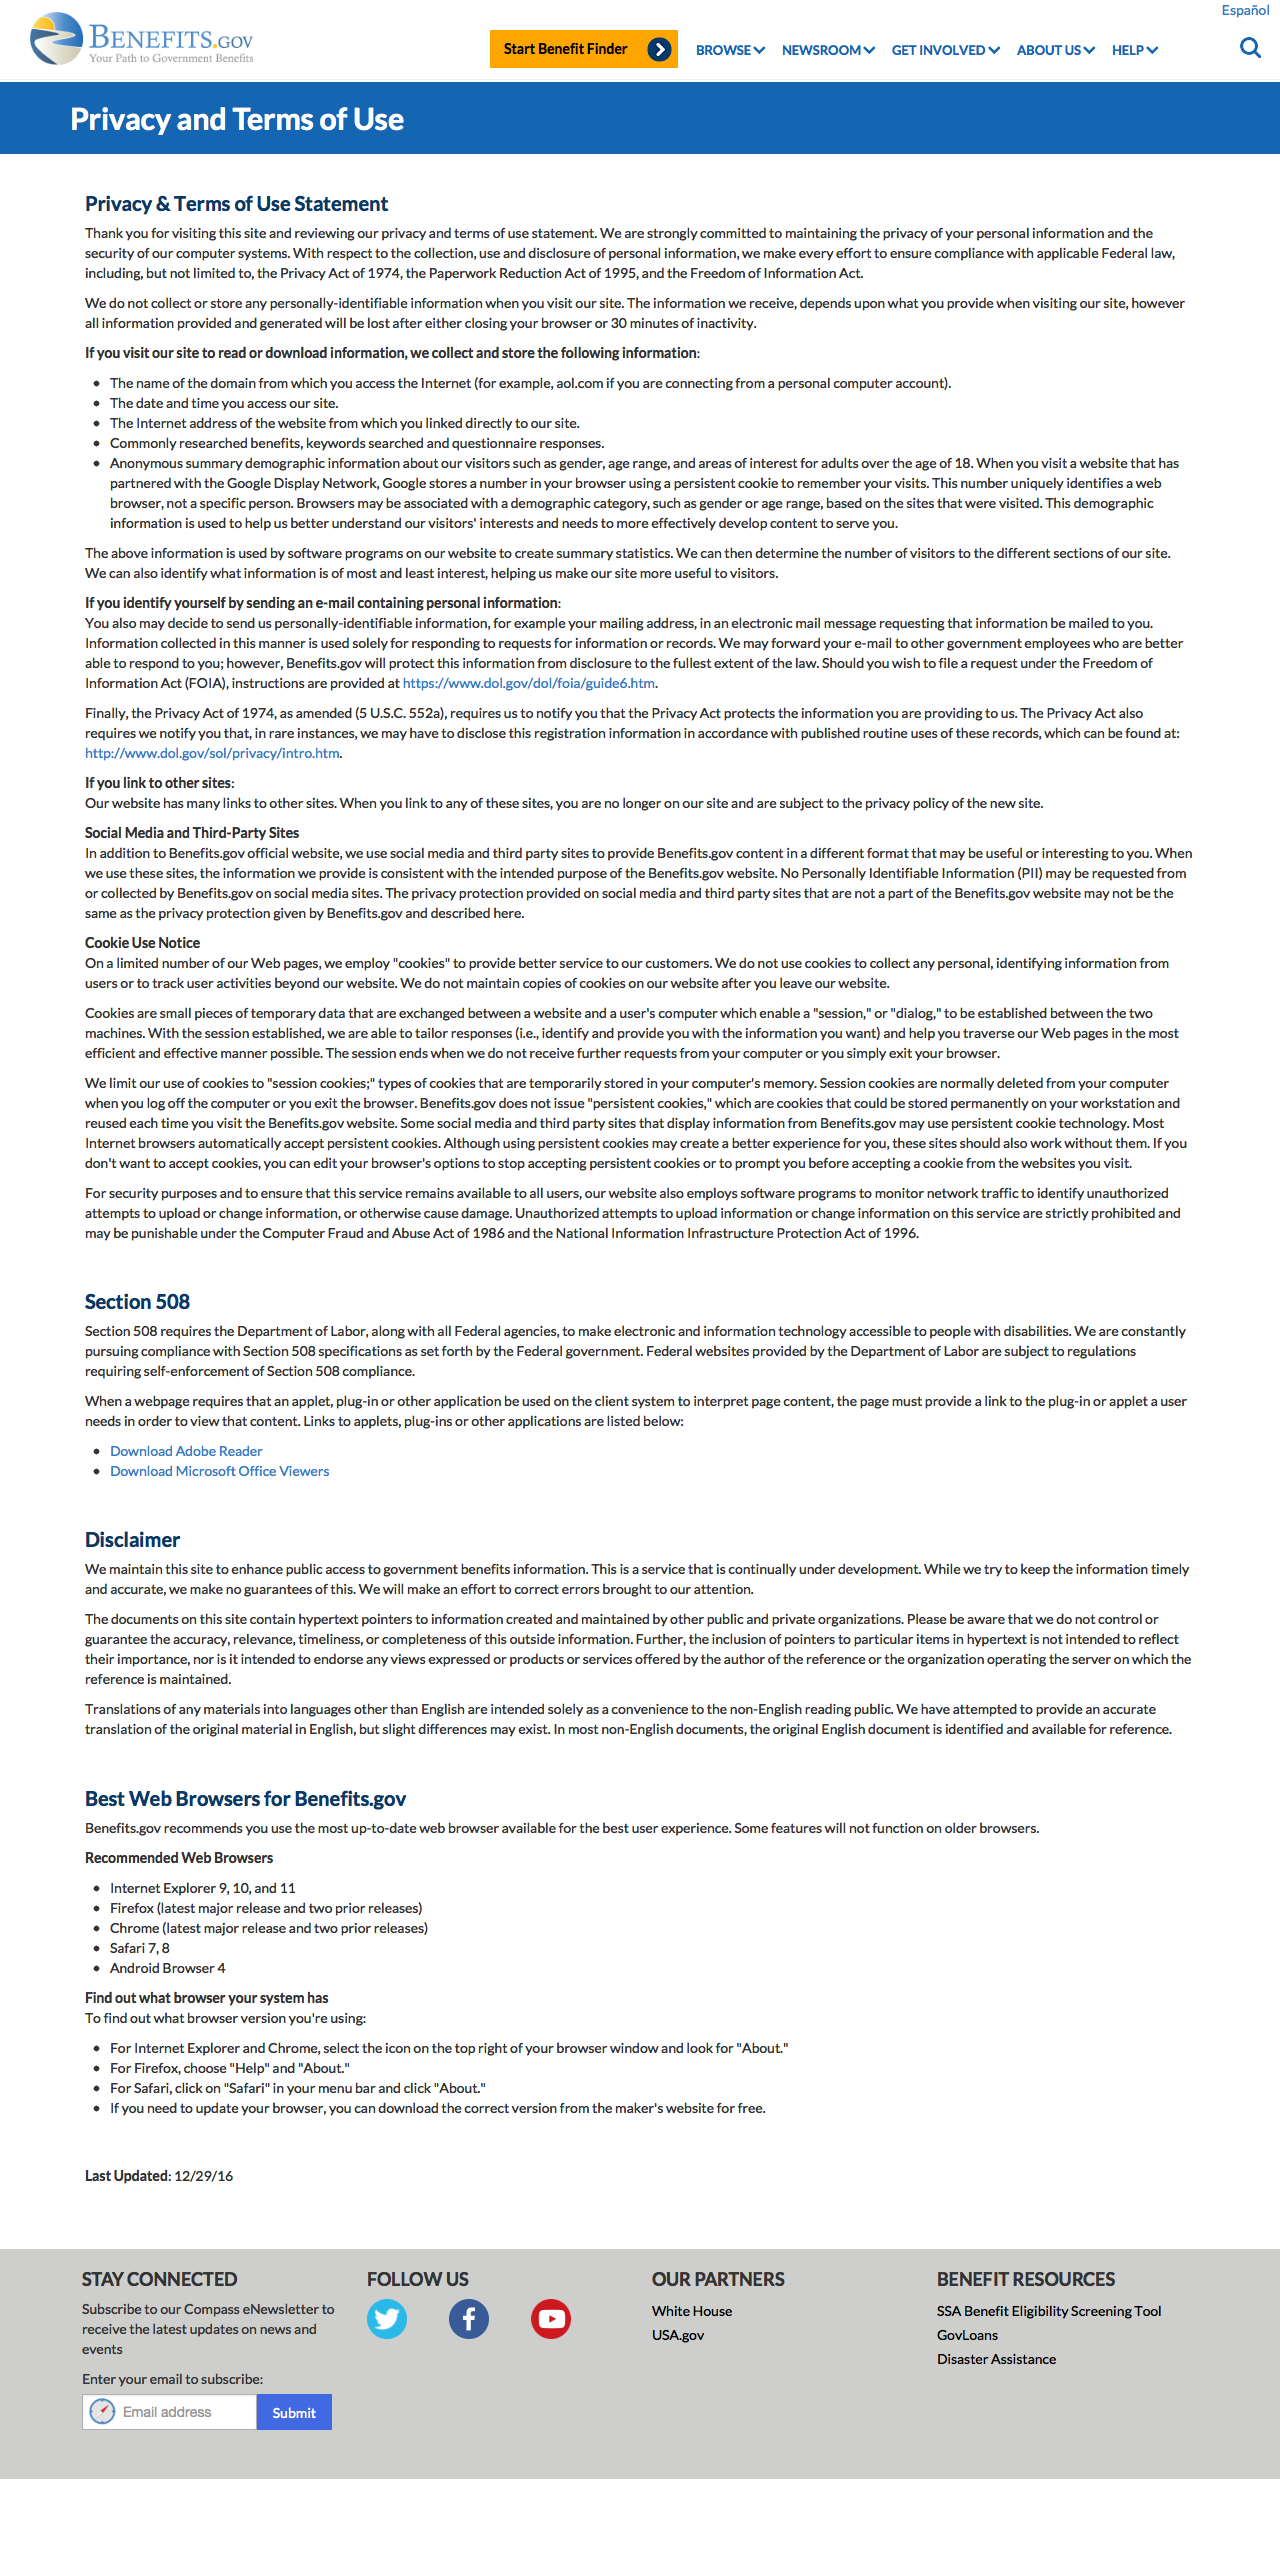 Español
BENEFITS.GOV
Your Path to Government Benefits
Start Benefit Finder
BROWSE
NEWSROOM
GET INVOLVED
ABOUT US
HELP
Privacy and Terms of Use
Privacy & Terms of Use Statement
Thank you for visiting this site and reviewing our privacy and terms of use statement. We are strongly committed to maintaining the privacy of your personal information and the
security of our computer systems. With respect to the collection, use and disclosure of personal information, we make every effort to ensure compliance with applicable Federal law,
including, but not limited to, the Privacy Act of 1974, the Paperwork Reduction Act of 1995, and the Freedom of Information Act.
We do not collect or store any personally-identifiable information when you visit our site. The information we receive, depends upon what you provide when visiting our site, however
all information provided and generated will be lost after either closing your browser or 30 minutes of inactivity.
If you visit our site to read or download information, we collect and store the following information:
• The name of the domain from which you access the Internet (for example, aol.com if you are connecting from a personal computer account).
• The date and time you access our site.
• The Internet address of the website from which you linked directly to our site.
• Commonly researched benefits, keywords searched and questionnaire responses.
• Anonymous summary demographic information about our visitors such as gender, age range, and areas of interest for adults over the age of 18. When you visit a website that has
partnered with the Google Display Network, Google stores a number in your browser using a persistent cookie to remember your visits. This number uniquely identifies a web
browser, not a specific person. Browsers may be associated with a demographic category, such as gender or age range, based on the sites that were visited. This demographic
information is used to help us better understand our visitors' interests and needs to more effectively develop content to serve you.
The above information is used by software programs on our website to create summary statistics. We can then determine the number of visitors to the different sections of our site.
We can also identify what information is of most and least interest, helping us make our site more useful to visitors.
If you identify yourself by sending an e-mail containing personal information:
You also may decide to send us personally-identifiable information, for example your mailing address, in an electronic mail message requesting that information be mailed to you.
Information collected in this manner is used solely for responding to requests for information or records. We may forward your e-mail to other government employees who are better
able to respond to you; however, Benefits.gov will protect this information from disclosure to the fullest extent of the law. Should you wish to file a request under the Freedom of
Information Act (FOIA), instructions are provided at https://www.dol.gov/dol/foia/guide6.htm.
Finally, the Privacy Act of 1974, as amended (5 U.S.C. 552a), requires us to notify you that the Privacy Act protects the information you are providing to us. The Privacy Act also
requires we notify you that, in rare instances, we may have to disclose this registration information in accordance with published routine uses of these records, which can be found at:
http://www.dol.gov/sol/privacy/intro.htm.
If you link to other sites:
Our website has many links to other sites. When you link to any of these sites, you are no longer on our site and are subject to the privacy policy of the new site.
Social Media and Third-Party Sites
In addition to Benefits.gov official website, we use social media and third party sites to provide Benefits.gov content in a different format that may be useful or interesting to you. When
we use these sites, the information we provide is consistent with the intended purpose of the Benefits.gov website. No Personally Identifiable Information (PII) may be requested from
or collected by Benefits.gov on social media sites. The privacy protection provided on social media and third party sites that are not a part of the Benefits.gov website may not be the
same as the privacy protection given by Benefits.gov and described here.
Cookie Use Notice
On a limited number of our Web pages, we employ "cookies" to provide better service to our customers. We do not use cookies to collect any personal, identifying information from
users or to track user activities beyond our website. We do not maintain copies of cookies on our website after you leave our website.
Cookies are small pieces of temporary data that are exchanged between a website and a user's computer which enable a "session," or "dialog," to be established between the two
machines. With the session established, we are able to tailor responses (i.e., identify and provide you with the information you want) and help you traverse our Web pages in the most
efficient and effective manner possible. The session ends when we do not receive further requests from your computer or you simply exit your browser.
We limit our use of cookies to "session cookies;" types of cookies that are temporarily stored in your computer's memory. Session cookies are normally deleted from your computer
when you log off the computer or you exit the browser. Benefits.gov does not issue "persistent cookies," which are cookies that could be stored permanently on your workstation and
reused each time you visit the Benefits.gov website. Some social media and third party sites that display information from Benefits.gov may use persistent cookie technology. Most
Internet browsers automatically accept persistent cookies. Although using persistent cookies may create a better experience for you, these sites should also work without them. If you
don't want to accept cookies, you can edit your browser's options to stop accepting persistent cookies or to prompt you before accepting a cookie from the websites you visit.
For security purposes and to ensure that this service remains available to all users, our website also employs software programs to monitor network traffic to identify unauthorized
attempts to upload or change information, or otherwise cause damage. Unauthorized attempts to upload information or change information on this service are strictly prohibited and
may be punishable under the Computer Fraud and Abuse Act of 1986 and the National Information Infrastructure Protection Act of 1996.
Section 508
Section 508 requires the Department of Labor, along with all Federal agencies, to make electronic and information technology accessible to people with disabilities. We are constantly
pursuing compliance with Section 508 specifications as set forth by the Federal government. Federal websites provided by the Department of Labor are subject to regulations
requiring self-enforcement of Section 508 compliance.
When a webpage requires that an applet, plug-in or other application be used on the client system to interpret page content, the page must provide a link to the plug-in or applet a user
needs in order to view that content. Links to applets, plug-ins or other applications are listed below:
• Download Adobe Reader
• Download Microsoft Office Viewers
Disclaimer
We maintain this site to enhance public access to government benefits information. This is a service that is continually under development. While we try to keep the information timely
and accurate, we make no guarantees of this. We will make an effort to correct errors brought to our attention.
The documents on this site contain hypertext pointers to information created and maintained by other public and private organizations. Please be aware that we do not control or
guarantee the accuracy, relevance, timeliness, or completeness of this outside information. Further, the inclusion of pointers to particular items in hypertext is not intended to reflect
their importance, nor is it intended to endorse any views expressed or products or services offered by the author of the reference or the organization operating the server on which the
reference is maintained.
Translations of any materials into languages other than English are intended solely as a convenience to the non-English reading public. We have attempted to provide an accurate
translation of the original material in English, but slight differences may exist. In most non-English documents, the original English document is identified and available for reference.
Best Web Browsers for Benefits.gov
Benefits.gov recommends you use the most up-to-date web browser available for the best user experience. Some features will not function on older browsers.
Recommended Web Browsers
• Internet Explorer 9, 10, and 11
• Firefox (latest major release and two prior releases)
• Chrome (latest major release and two prior releases)
• Safari 7, 8
• Android Browser 4
Find out what browser your system has
To find out what browser version you're using:
• For Internet Explorer and Chrome, select the icon on the top right of your browser window and look for "About."
• For Firefox, choose "Help" and "About."
• For Safari, click on "Safari" in your menu bar and click "About."
• If you need to update your browser, you can download the correct version from the maker's website for free.
Last Updated: 12/29/16
STAY CONNECTED
Subscribe to our Compass eNewsletter to
receive the latest updates on news and
events
Enter your email to subscribe:
Email address
Submit
FOLLOW US
OUR PARTNERS
White House
USA.gov
BENEFIT RESOURCES
SSA Benefit Eligibility Screening Tool
GovLoans
Disaster Assistance